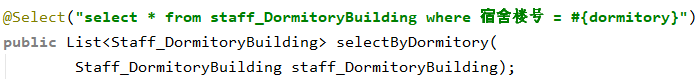 @Select("select * from staff_DormitoryBuilding where 宿舍楼号 = #{dormitory}")
public List<Staff_DormitoryBuilding> selectByDormitory(
Staff_DormitoryBuilding staff_DormitoryBuilding);